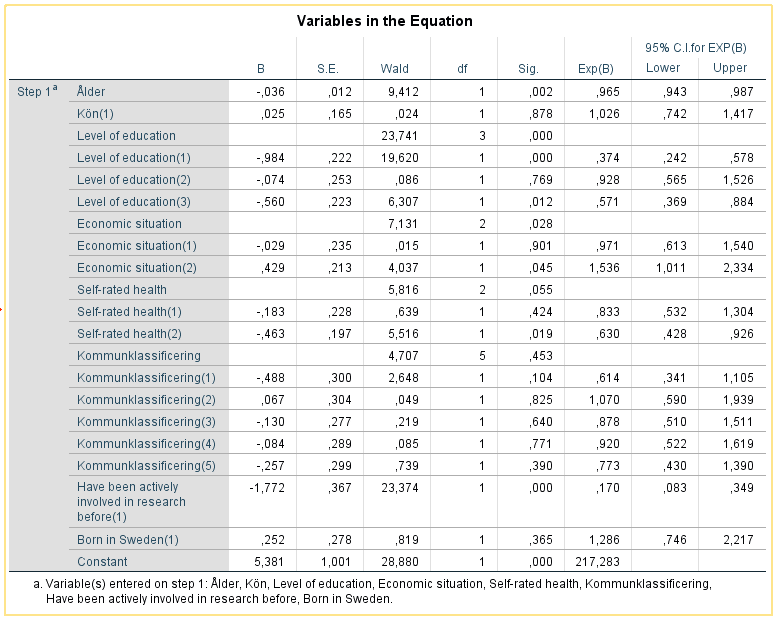 Variables in the Equation
95% C.I.for EXP(B)
B S.E. Wald df Sig. Exp(B) Lower Upper
Step 1a Ålder -,036 ,012 9,412 1 ,002 ,965 ,943 ,987
Kön(1) ,025 ,165 ,024 1 ,878 1,026 ,742 1,417
Level of education 23,741 3 ,000
Level of education(1) -,984 ,222 19,620 1 ,000 ,374 ,242 ,578
Level of education(2) -,074 ,253 ,086 1 ,769 ,928 ,565 1,526
Level of education(3) -,560 ,223 6,307 1 ,012 ,571 ,369 ,884
Economic situation 7,131 2 ,028
Economic situation(1) -,029 ,235 ,015 1 ,901 ,971 ,613 1,540
Economic situation(2) ,429 ,213 4,037 1 ,045 1,536 1,011 2,334
Self-rated health 5,816 2 ,055
Self-rated health(1) -,183 ,228 ,639 1 ,424 ,833 ,532 1,304
Self-rated health(2) -,463 ,197 5,516 1 ,019 ,630 ,428 ,926
Kommunklassificering 4,707 5 ,453
Kommunklassificering(1) -,488 ,300 2,648 1 ,104 ,614 ,341 1,105
Kommunklassificering(2) ,067 ,304 ,049 1 ,825 1,070 ,590 1,939
Kommunklassificering(3) -,130 ,277 ,219 1 ,640 ,878 ,510 1,511
Kommunklassificering(4) -,084 ,289 ,085 1 ,771 ,920 ,522 1,619
Kommunklassificering(5) -,257 ,299 ,739 1 ,390 ,773 ,430 1,390
Have been actively -1,772 ,367 23,374 1 ,000 ,170 ,083 ,349
involved in research
before(1)
Born in Sweden(1) ,252 ,278 ,819 1 ,365 1,286 ,746 2,217
Constant 5,381 1,001 28,880 1 ,000 217,283
a. Variable(s) entered on step 1: Ålder, Kön, Level of education, Economic situation, Self-rated health, Kommunklassificering,
Have been actively involved in research before, Born in Sweden.